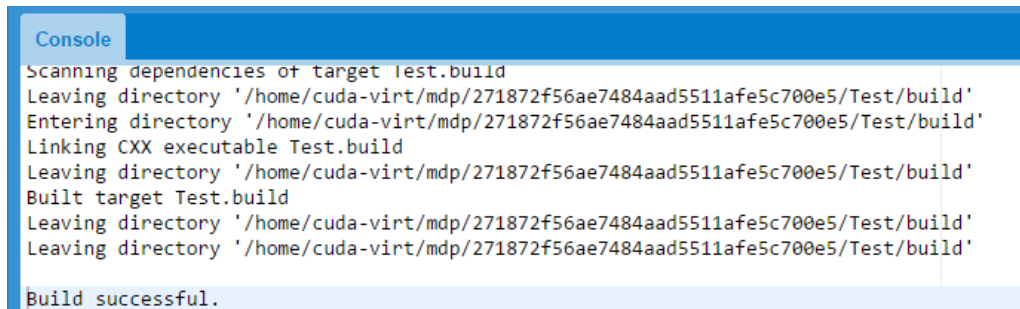 Console
Scanning dependencies of target Test.build
Leaving directory '/home/cuda-virt/mdp/271872f56ae7484aad5511afe5c700e5/Test/build'
Entering directory '/home/cuda-virt/mdp/271872f56ae7484aad5511afe5c700e5/Test/build'
Linking CXX executable Test.build
Leaving directory '/home/cuda-virt/mdp/271872f56ae7484aad5511afe5c700e5/Test/build'
Built target Test.build
Leaving directory '/home/cuda-virt/mdp/271872f56ae7484aad5511afe5c700e5/Test/build'
Leaving directory '/home/cuda-virt/mdp/271872f56ae7484aad5511afe5c700e5/Test/build'
Build successful.